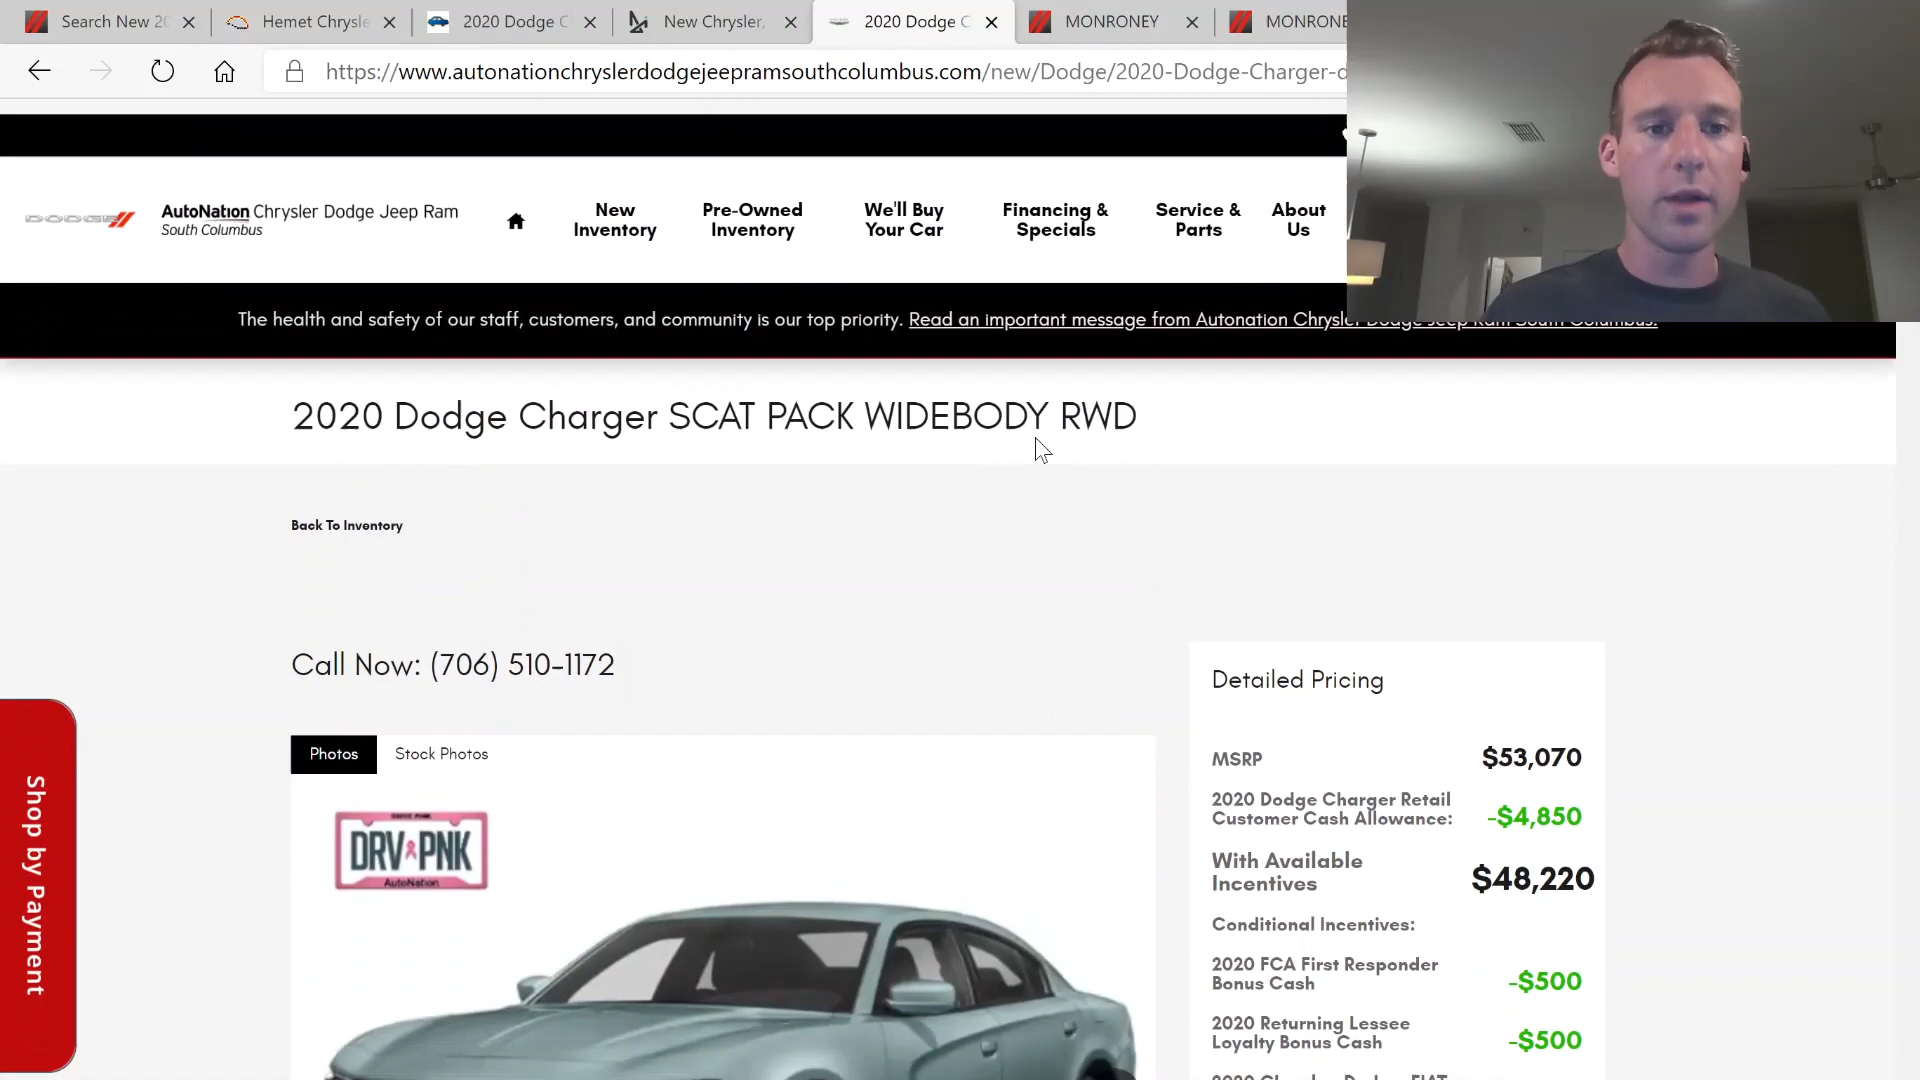 Search New 20
Hemet Chrysle
2020 Dodge C
New Chrysler,
2020 Dodge C
MONRONEY
MONRONE
https://www.autonationchryslerdodgejeepramsouthcolumbus.com/new/Dodge/2020-Dodge-Charger-d
DODGE
AutoNation Chrysler Dodge Jeep Ram
South Columbus
New
Inventory
Pre-Owned
Inventory
We'll Buy
Your Car
Financing &
Specials
Service &
Parts
About
Us
The health and safety of our staff, customers, and community is our top priority. Read an important message from Autonation Chrysler Dodge Jeep Ram South Columbus.
2020 Dodge Charger SCAT PACK WIDEBODY RWD
Back To Inventory
Call Now: (706) 510-1172
Photos
Stock Photos
DRV PNK
AutoNation
Shop by Payment
Detailed Pricing
MSRP $53,070
2020 Dodge Charger Retail
Customer Cash Allowance: -$4,850
With Available
Incentives $48,220
Conditional Incentives:
2020 FCA First Responder
Bonus Cash -$500
2020 Returning Lessee
Loyalty Bonus Cash -$500